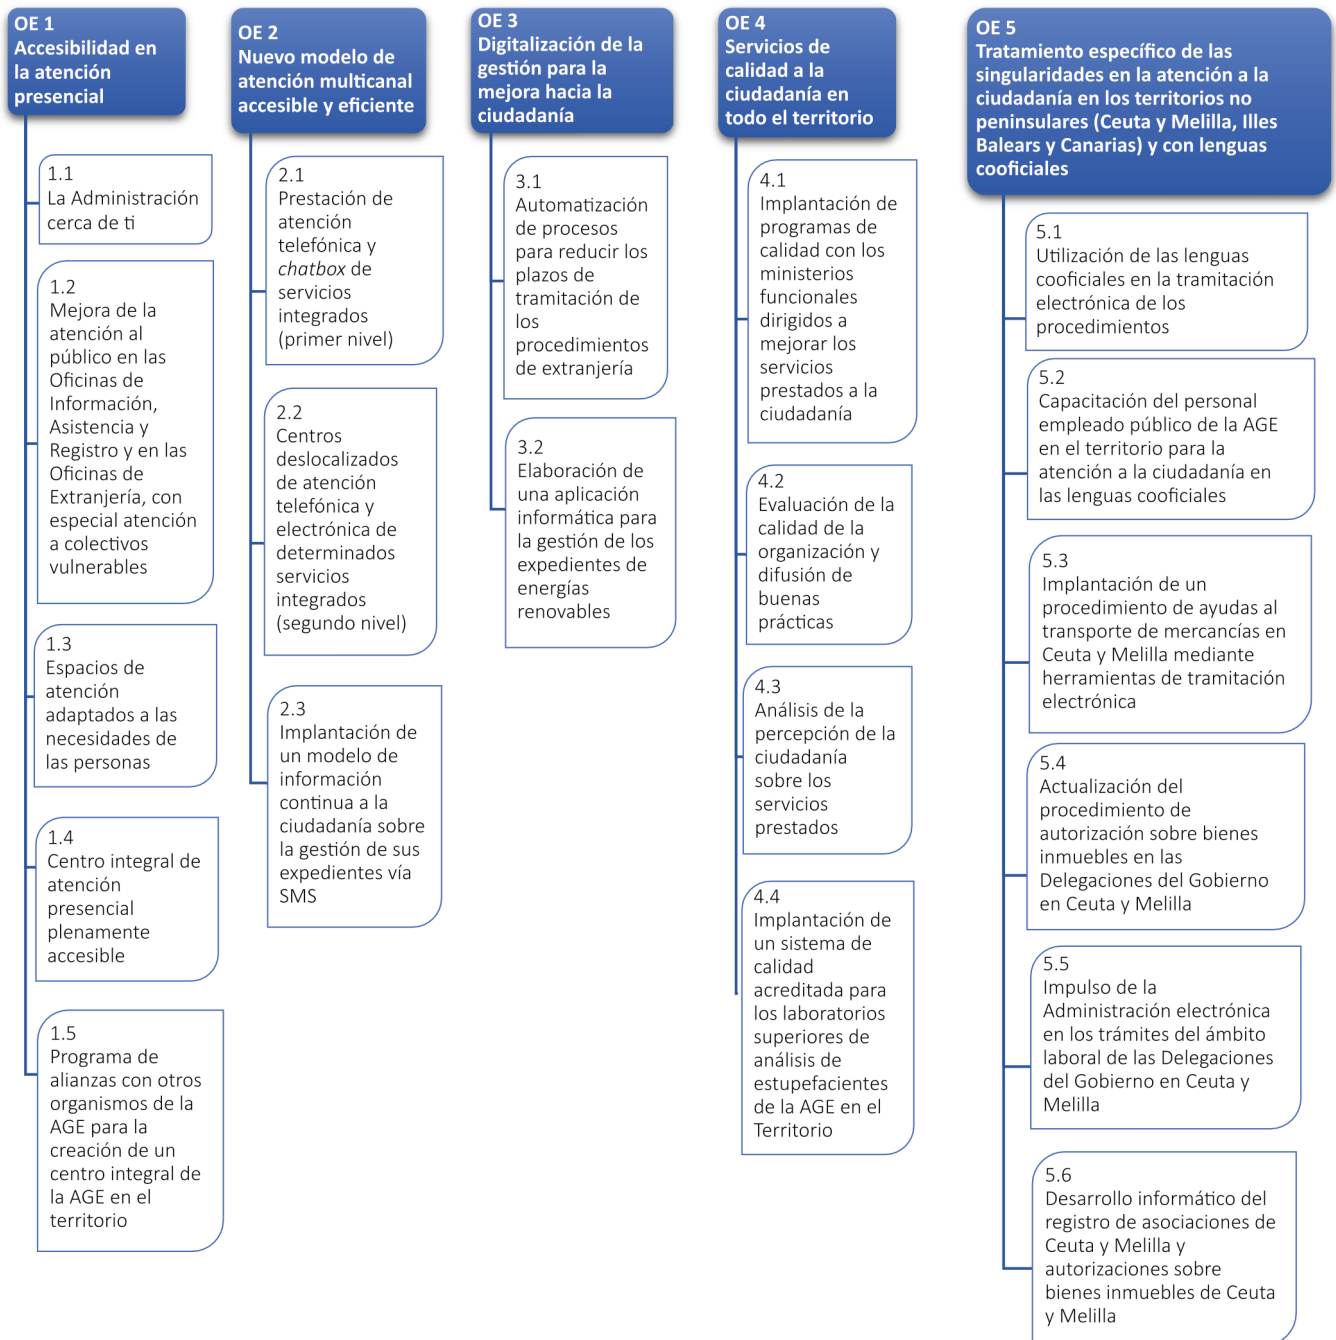 OE 1
Accesibilidad en
la atención
presencial
1.1
La Administración
cerca de ti
1.2
Mejora de la
atención al
público en las
Oficinas de
Información,
Asistencia y
Registro y en las
Oficinas de
Extranjería, con
especial atención
a colectivos
vulnerables
1.3
Espacios de
atención
adaptados a las
necesidades de
las personas
1.4
Centro integral de
atención
presencial
plenamente
accesible
1.5
Programa de
alianzas con otros
organismos de la
AGE para la
creación de un
centro integral de
la AGE en el
territorio
OE 2
Nuevo modelo de
atención multicanal
accesible y eficiente
2.1
Prestación de
atención
telefónica y
chatbox de
servicios
integrados
(primer nivel)
2.2
Centros
deslocalizados
de atención
telefónica y
electrónica de
determinados
servicios
integrados
(segundo nivel)
2.3
Implantación de
un modelo de
información
continua a la
ciudadanía sobre
la gestión de sus
expedientes vía
SMS
OE 3
Digitalización de la
gestión para la
mejora hacia la
ciudadanía
3.1
Automatización
de procesos
para reducir los
plazos de
tramitación de
los
procedimientos
de extranjería
3.2
Elaboración de
una aplicación
informática para
la gestión de los
expedientes de
energías
renovables
OE 4
Servicios de
calidad a la
ciudadanía en
todo el territorio
4.1
Implantación de
programas de
calidad con los
ministerios
funcionales
dirigidos a
mejorar los
servicios
prestados a la
ciudadanía
4.2
Evaluación de la
calidad de la
organización y
difusión de
buenas
prácticas
4.3
Análisis de la
percepción de la
ciudadanía
sobre los
servicios
prestados
4.4
Implantación de
un sistema de
calidad
acreditada para
los laboratorios
superiores de
análisis de
estupefacientes
de la AGE en el
Territorio
OE 5
Tratamiento específico de las
singularidades en la atención a la
ciudadanía en los territorios no
peninsulares (Ceuta y Melilla, Illes
Balears y Canarias) y con lenguas
cooficiales
5.1
Utilización de las lenguas
cooficiales en la tramitación
electrónica de los
procedimientos
5.2
Capacitación del personal
empleado público de la AGE
en el territorio para la
atención a la ciudadanía en
las lenguas cooficiales
5.3
Implantación de un
procedimiento de ayudas al
transporte de mercancías en
Ceuta y Melilla mediante
herramientas de tramitación
electrónica
5.4
Actualización del
procedimiento de
autorización sobre bienes
inmuebles en las
Delegaciones del Gobierno
en Ceuta y Melilla
5.5
Impulso de la
Administración electrónica
en los trámites del ámbito
laboral de las Delegaciones
del Gobierno en Ceuta y
Melilla
5.6
Desarrollo informático del
registro de asociaciones de
Ceuta y Melilla y
autorizaciones sobre
bienes inmuebles de Ceuta
y Melilla